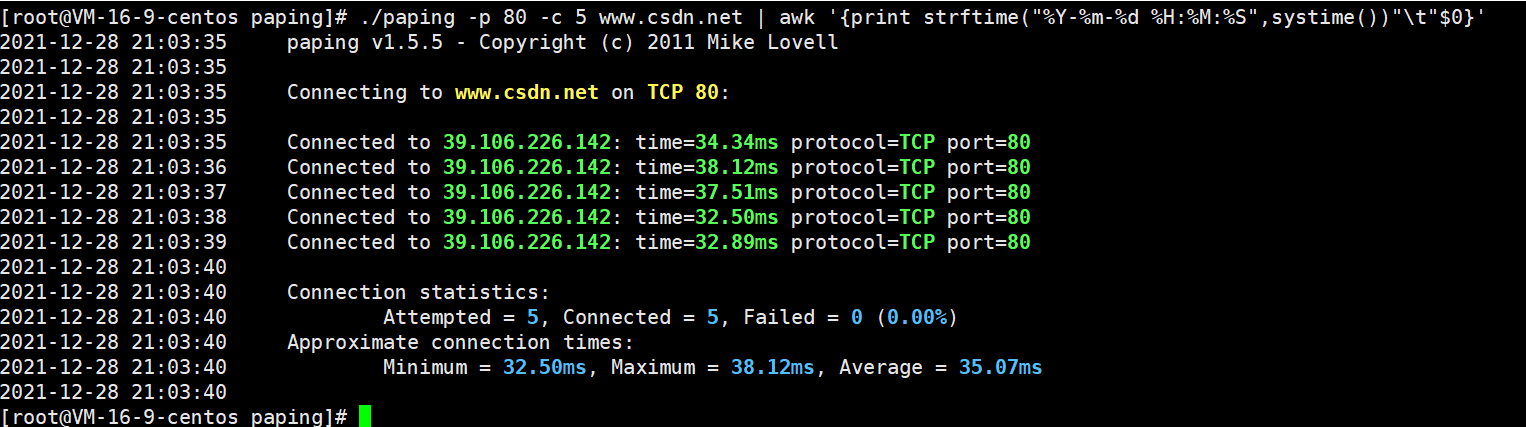 [root@VM-16-9-centos paping]# ./paping -p 80 -c 5 www.csdn.net | awk '{print strftime("%Y-%m-%d %H:%M:%S",systime())"\t"$0}'
2021-12-28 21:03:35     paping v1.5.5 - Copyright (c) 2011 Mike Lovell
2021-12-28 21:03:35
2021-12-28 21:03:35     Connecting to www.csdn.net on TCP 80:
2021-12-28 21:03:35
2021-12-28 21:03:35     Connected to 39.106.226.142: time=34.34ms protocol=TCP port=80
2021-12-28 21:03:36     Connected to 39.106.226.142: time=38.12ms protocol=TCP port=80
2021-12-28 21:03:37     Connected to 39.106.226.142: time=37.51ms protocol=TCP port=80
2021-12-28 21:03:38     Connected to 39.106.226.142: time=32.50ms protocol=TCP port=80
2021-12-28 21:03:39     Connected to 39.106.226.142: time=32.89ms protocol=TCP port=80
2021-12-28 21:03:40
2021-12-28 21:03:40     Connection statistics:
2021-12-28 21:03:40             Attempted = 5, Connected = 5, Failed = 0 (0.00%)
2021-12-28 21:03:40     Approximate connection times:
2021-12-28 21:03:40             Minimum = 32.50ms, Maximum = 38.12ms, Average = 35.07ms
2021-12-28 21:03:40
[root@VM-16-9-centos paping]#